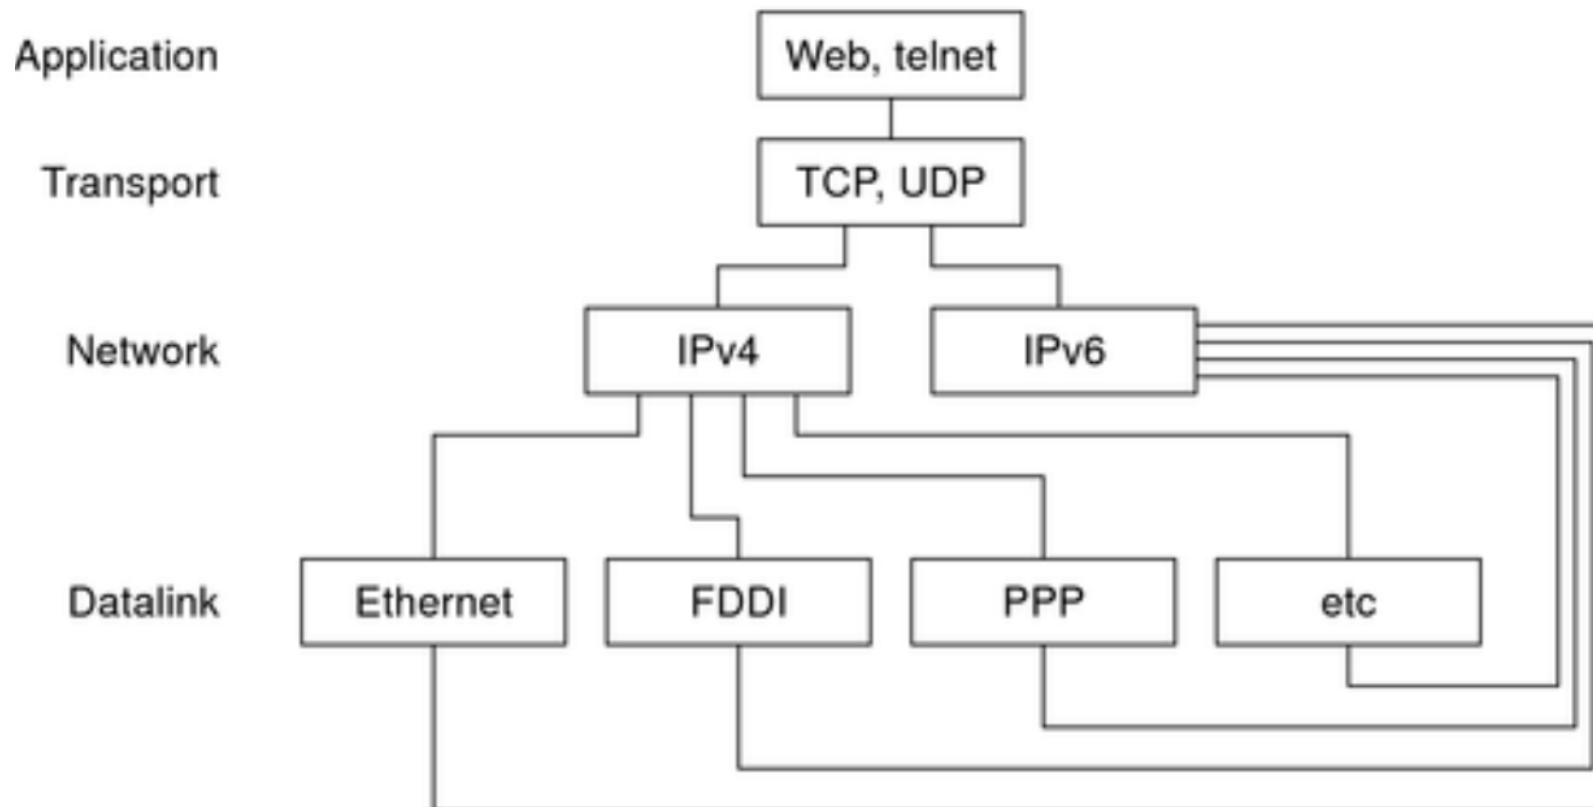 Application
Web, telnet
Transport
TCP, UDP
Network
IPv4
IPv6
Datalink
Ethernet
FDDI
PPP
etc